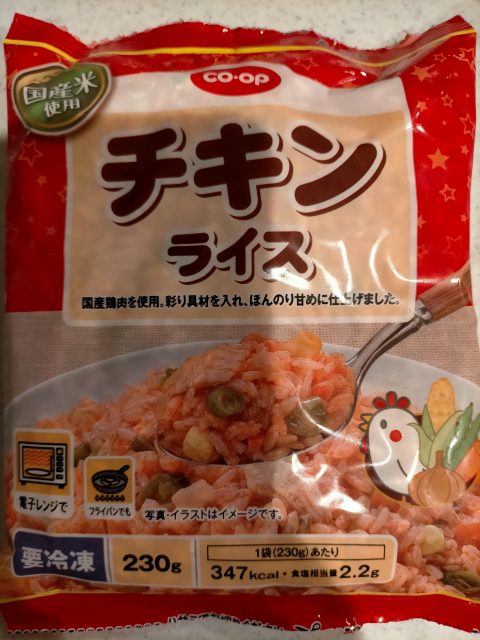 co·op
国産米
使用
チキン
ライス
国産鶏肉を使用。彩り具材を入れ、ほんのり甘めに仕上げました。
電子レンジで
フライパンでも
写真・イラストはイメージです。
要冷凍
230g
1袋(230g)あたり
347kcal・食塩相当量2.2g